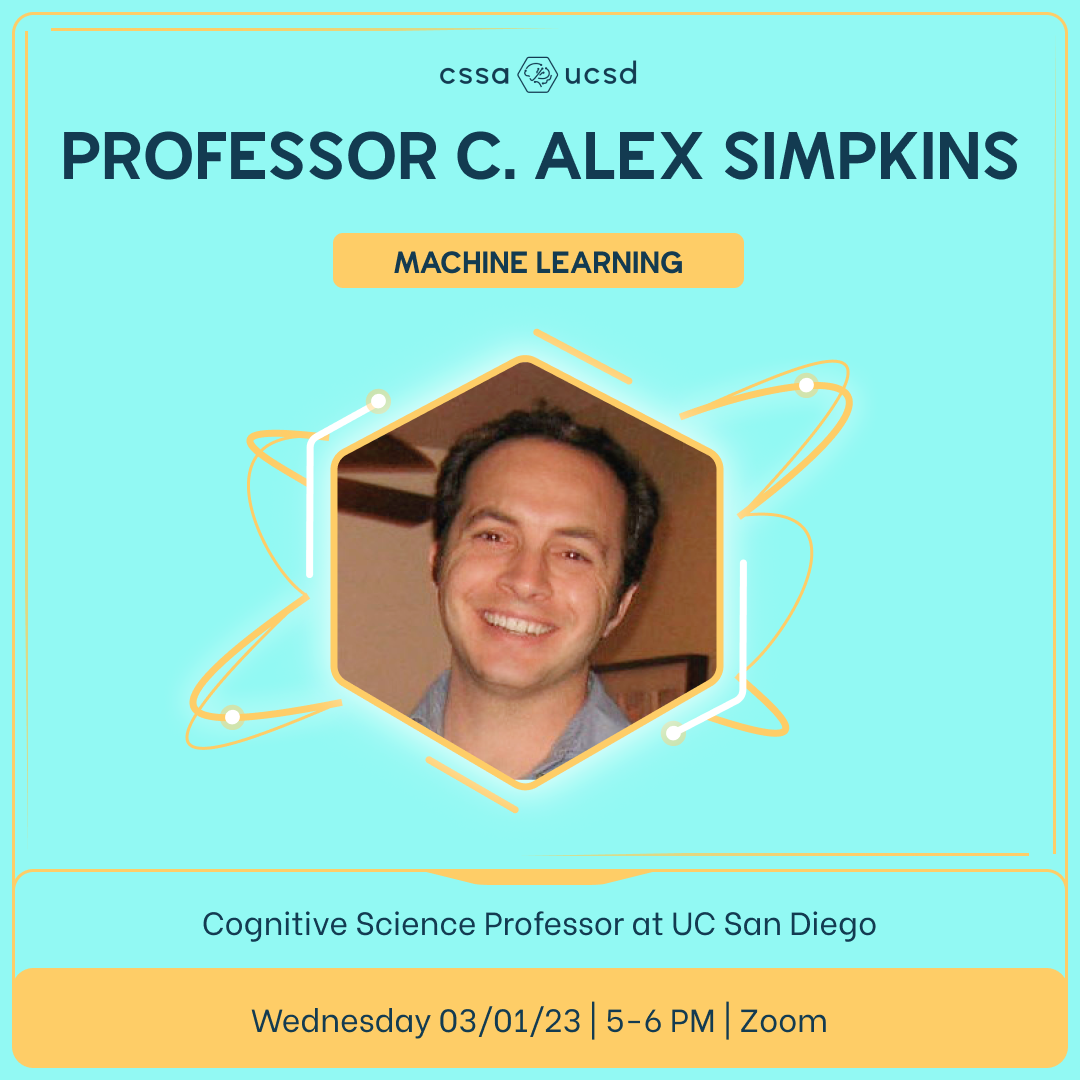 cssa ucsd
PROFESSOR C. ALEX SIMPKINS
MACHINE LEARNING
Cognitive Science Professor at UC San Diego
Wednesday 03/01/23 | 5-6 PM | Zoom